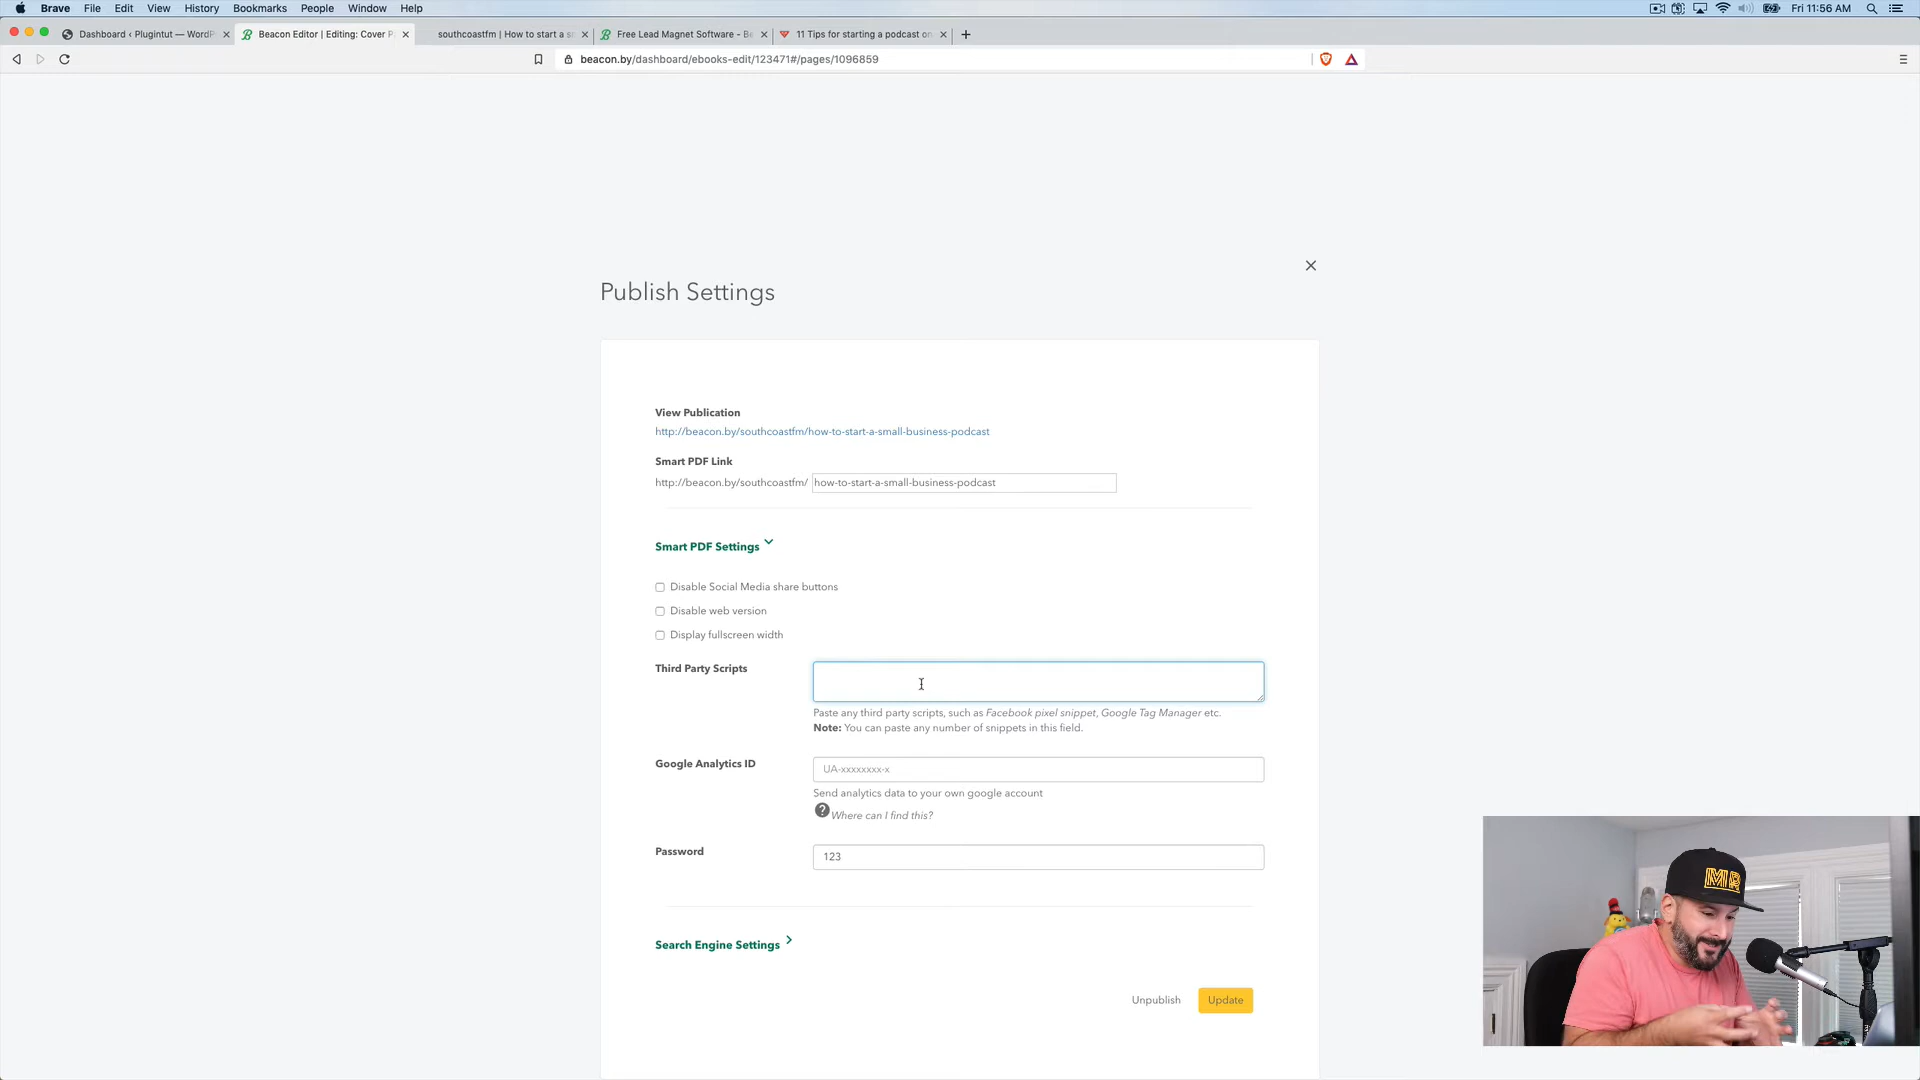 Brave File Edit View History Bookmarks People Window Help Fri 11:56 AM
Dashboard ‹ Plugintut — WordP Beacon Editor | Editing: Cover P southcoastfm | How to start a s Free Lead Magnet Software - Be 11 Tips for starting a podcast on
beacon.by/dashboard/ebooks-edit/123471#/pages/1096859
Publish Settings
View Publication
http://beacon.by/southcoastfm/how-to-start-a-small-business-podcast
Smart PDF Link
http://beacon.by/southcoastfm/ how-to-start-a-small-business-podcast
Smart PDF Settings
Disable Social Media share buttons
Disable web version
Display fullscreen width
Third Party Scripts
Paste any third party scripts, such as Facebook pixel snippet, Google Tag Manager etc.
Note: You can paste any number of snippets in this field.
Google Analytics ID UA-xxxxxxxx-x
Send analytics data to your own google account
Where can I find this?
Password 123
Search Engine Settings
Unpublish Update